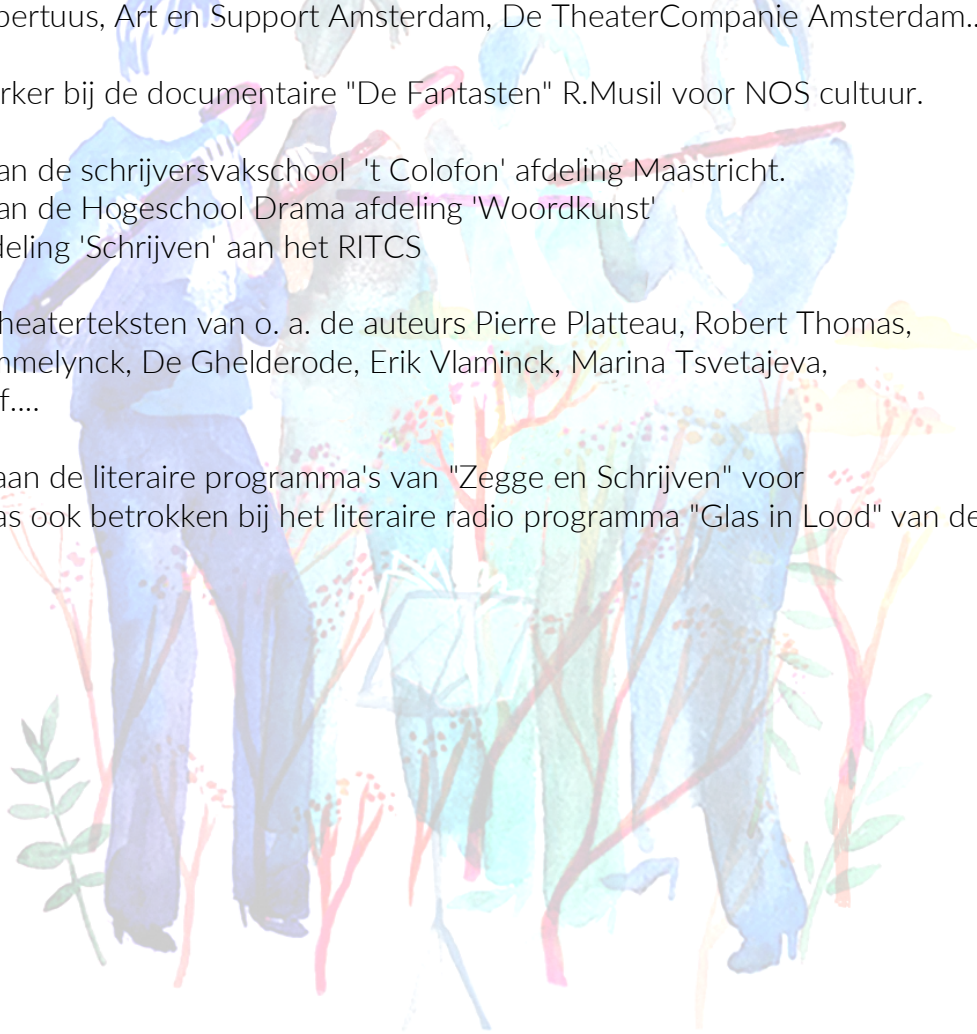 pertuus, Art en Support Amsterdam, De TheaterCompanie Amsterdam..
rker bij de documentaire "De Fantasten" R.Musil voor NOS cultuur.
an de schrijversvakschool 't Colofon' afdeling Maastricht.
an de Hogeschool Drama afdeling 'Woordkunst'
deling 'Schrijven' aan het RITCS
heaterteksten van o. a. de auteurs Pierre Platteau, Robert Thomas,
mmelynck, De Ghelderode, Erik Vlaminck, Marina Tsvetajeva,
f....
aan de literaire programma's van "Zegge en Schrijven" voor
as ook betrokken bij het literaire radio programma "Glas in Lood" van de